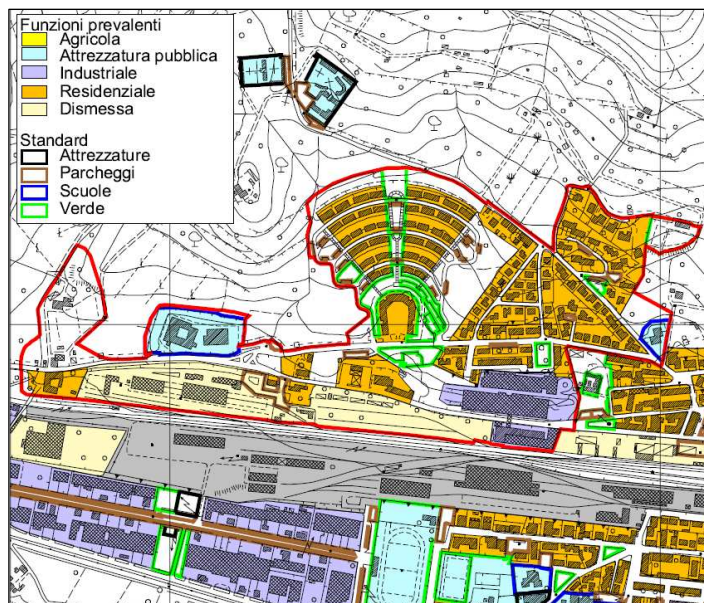 Funzioni prevalenti
Agricola
Attrezzatura pubblica
Industriale
Residenziale
Dismessa
Standard
Attrezzature
Parcheggi
Scuole
Verde